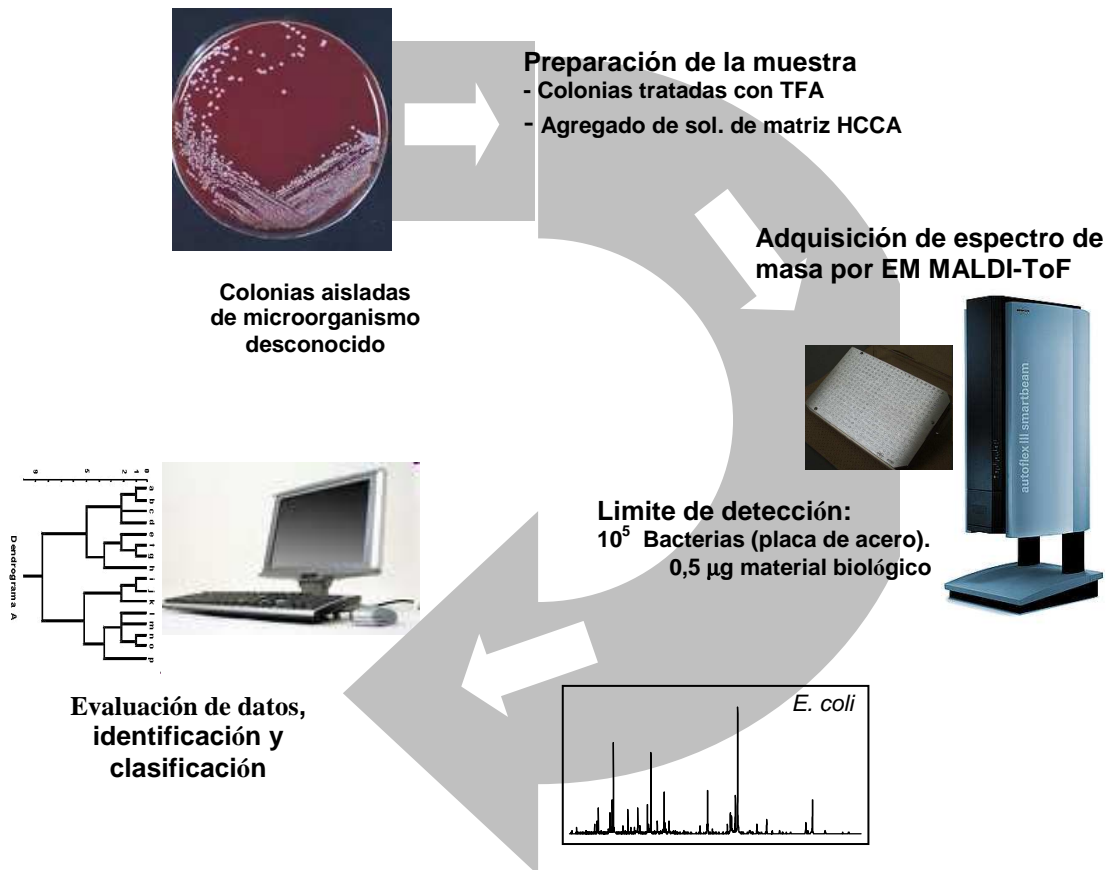 Preparación de la muestra
- Colonias tratadas con TFA
- Agregado de sol. de matriz HCCA
Colonias aisladas
de microorganismo
desconocido
Adquisición de espectro de
masa por EM MALDI-ToF
autoflex III smartbeam
Limite de detección:
10⁵ Bacterias (placa de acero).
0,5 µg material biológico
a
b
c
d
e
f
g
h
i
j
k
l
m
n
o
p
Dendrograma A
Evaluación de datos,
identificación y
clasificación
E. coli